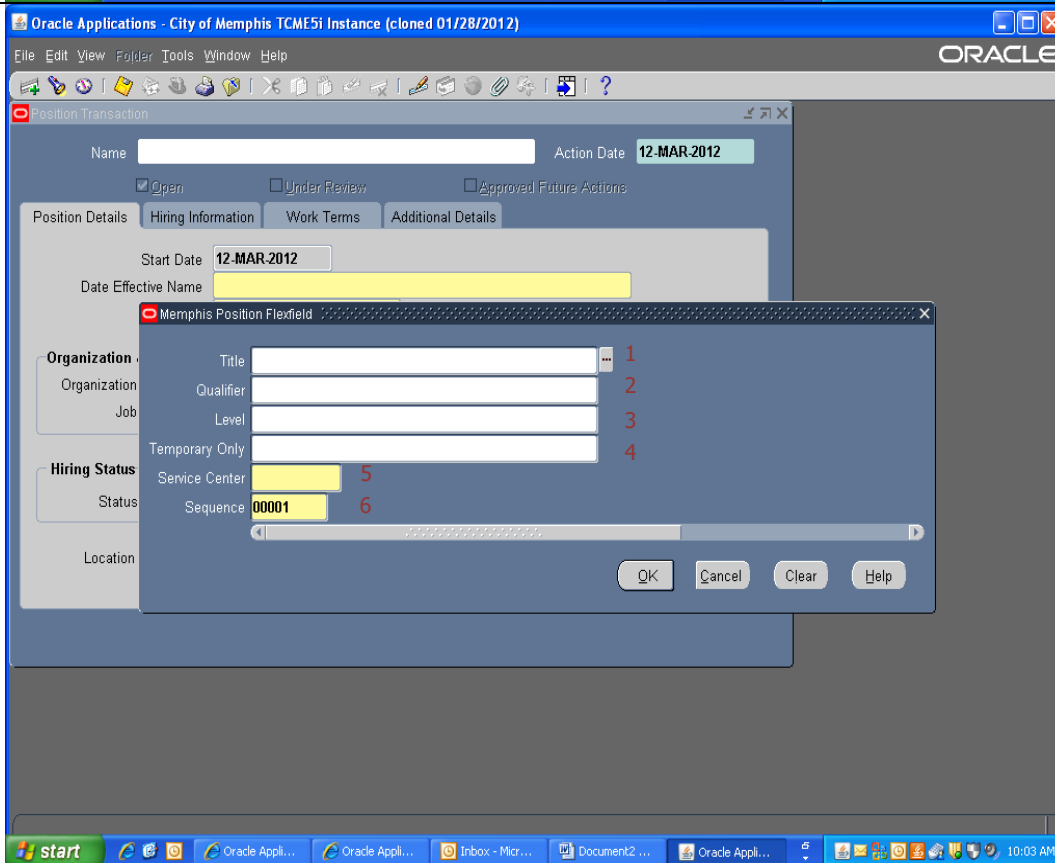 Oracle Applications - City of Memphis TCME5i Instance (cloned 01/28/2012)
File Edit View Folder Tools Window Help
ORACLE
Position Transaction
Name Action Date 12-MAR-2012
Open Under Review Approved Future Actions
Position Details Hiring Information Work Terms Additional Details
Start Date 12-MAR-2012
Date Effective Name
Memphis Position Flexfield
Title 1
Organization
Qualifier 2
Organization
Level 3
Job
Temporary Only 4
Hiring Status
Service Center 5
Status
Sequence 00001 6
Location
OK Cancel Clear Help
start Oracle Appli... Oracle Appli... Inbox - Micr... Document2 ... Oracle Appli... 5 10:03 AM